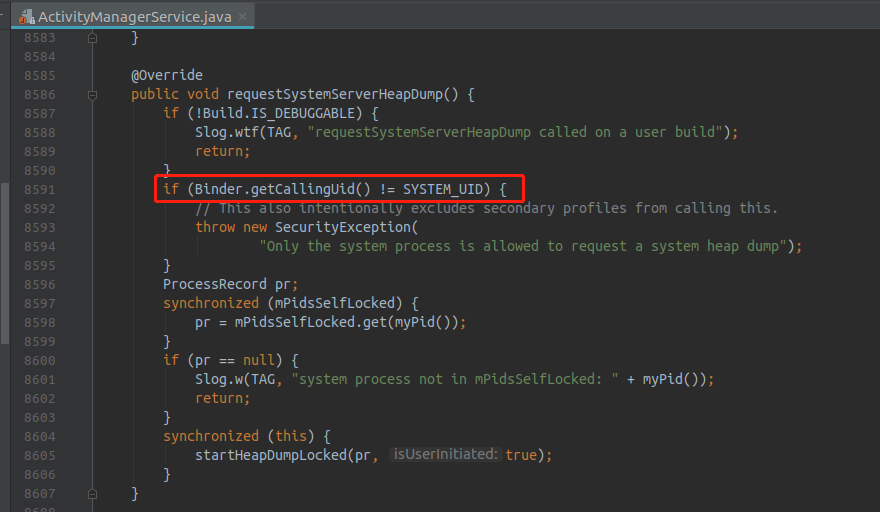 ActivityManagerService.java ×
8583 }
8584
8585 @Override
8586 public void requestSystemServerHeapDump() {
8587 if (!Build.IS_DEBUGGABLE) {
8588 Slog.wtf(TAG, "requestSystemServerHeapDump called on a user build");
8589 return;
8590 }
8591 if (Binder.getCallingUid() != SYSTEM_UID) {
8592 // This also intentionally excludes secondary profiles from calling this.
8593 throw new SecurityException(
8594 "Only the system process is allowed to request a system heap dump");
8595 }
8596 ProcessRecord pr;
8597 synchronized (mPidsSelfLocked) {
8598 pr = mPidsSelfLocked.get(myPid());
8599 }
8600 if (pr == null) {
8601 Slog.w(TAG, "system process not in mPidsSelfLocked: " + myPid());
8602 return;
8603 }
8604 synchronized (this) {
8605 startHeapDumpLocked(pr, isUserInitiated: true);
8606 }
8607 }
8608